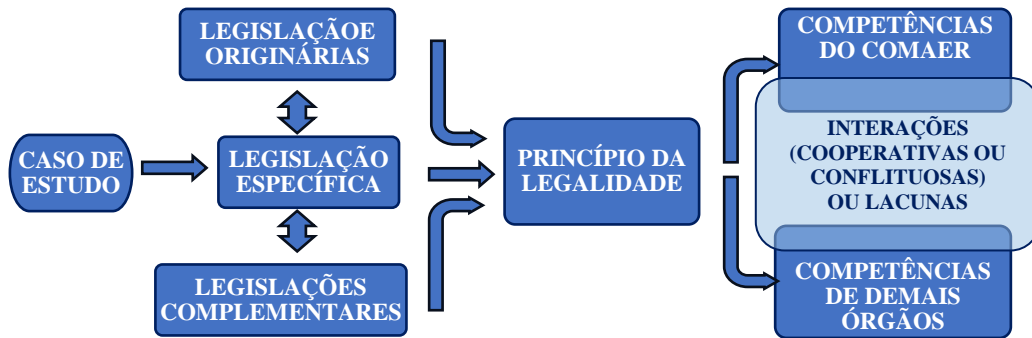 LEGISLAÇÃOE
ORIGINÁRIAS
CASO DE
ESTUDO
LEGISLAÇÃO
ESPECÍFICA
LEGISLAÇÕES
COMPLEMENTARES
PRINCÍPIO DA
LEGALIDADE
COMPETÊNCIAS
DO COMAER
INTERAÇÕES
(COOPERATIVAS OU
CONFLITUOSAS)
OU LACUNAS
COMPETÊNCIAS
DE DEMAIS
ÓRGÃOS